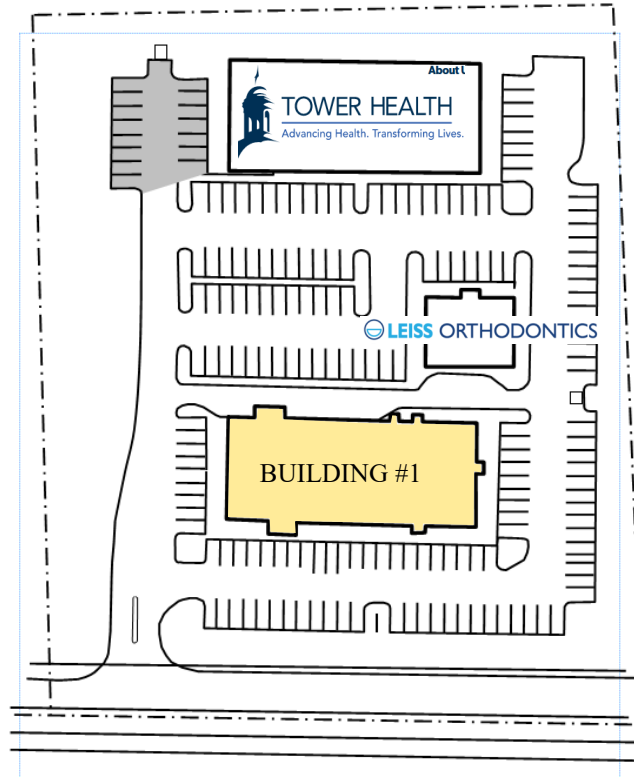 About U
TOWER HEALTH
Advancing Health. Transforming Lives.
LEISS ORTHODONTICS
BUILDING #1